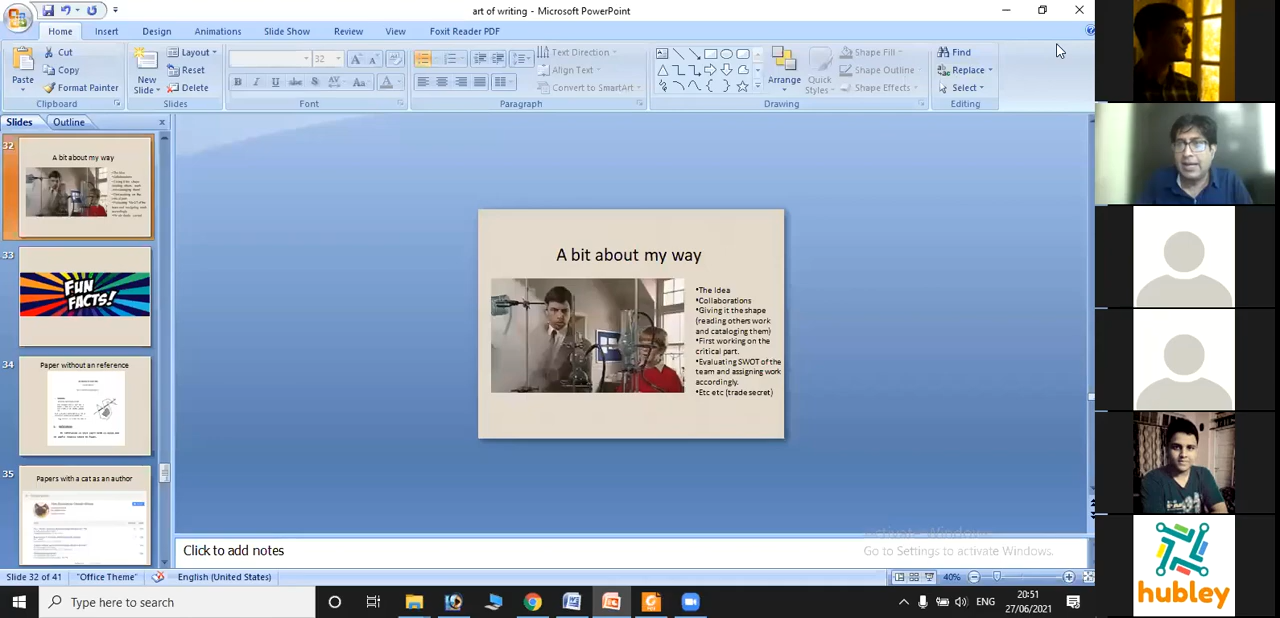 art of writing - Microsoft PowerPoint
Home Insert Design Animations Slide Show Review View Foxit Reader PDF
Paste
Cut
Copy
Format Painter
Clipboard
New Slide
Layout
Reset
Delete
Slides
32
Font
Text Direction
Align Text
Convert to SmartArt
Paragraph
Arrange
Quick Styles
Shape Fill
Shape Outline
Shape Effects
Drawing
Find
Replace
Select
Editing
Slides Outline
32
A bit about my way
33
FUN
FACTS!
34
Paper without an reference
35
Papers with a cat as an author
A bit about my way
•The Idea
•Collaborations
•Giving it the shape
(reading others work
and cataloging them)
•First working on the
critical part.
•Evaluating SWOT of the
team and assigning work
accordingly.
•Etc etc (trade secret)
Click to add notes
Activate Windows
Go to Settings to activate Windows.
Slide 32 of 41 "Office Theme" English (United States) 40%
Type here to search
ENG
20:51
27/06/2021
hubley